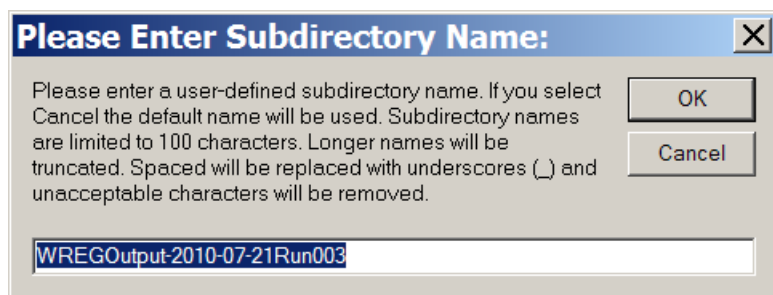 Please Enter Subdirectory Name:
Please enter a user-defined subdirectory name. If you select
Cancel the default name will be used. Subdirectory names
are limited to 100 characters. Longer names will be
truncated. Spaced will be replaced with underscores (_) and
unacceptable characters will be removed.
OK
Cancel
WREGOutput-2010-07-21Run003